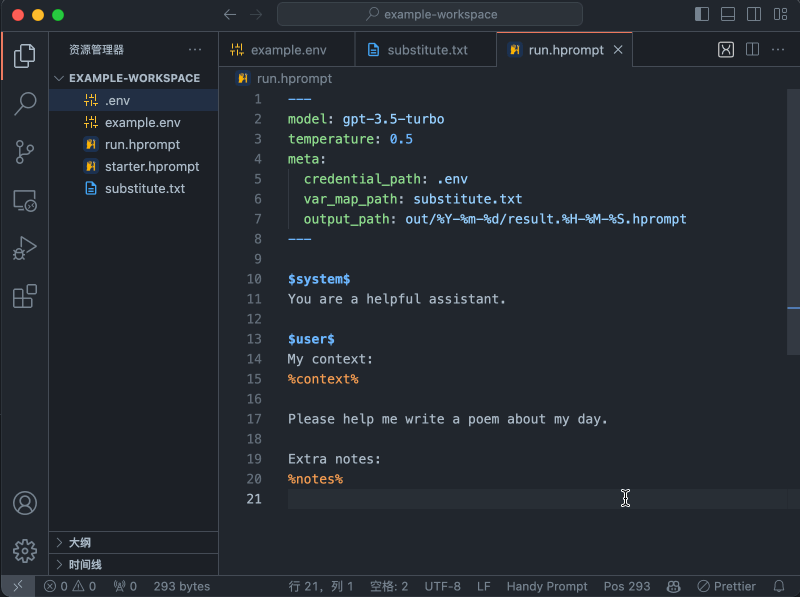 example-workspace
资源管理器 ···
EXAMPLE-WORKSPACE
.env
example.env
run.hprompt
starter.hprompt
substitute.txt
大纲
时间线
example.env substitute.txt run.hprompt
run.hprompt
1 ---
2 model: gpt-3.5-turbo
3 temperature: 0.5
4 meta:
5 credential_path: .env
6 var_map_path: substitute.txt
7 output_path: out/%Y-%m-%d/result.%H-%M-%S.hprompt
8 ---
9
10 $system$
11 You are a helpful assistant.
12
13 $user$
14 My context:
15 %context%
16
17 Please help me write a poem about my day.
18
19 Extra notes:
20 %notes%
21
0 0 0 293 bytes 行 21，列 1 空格: 2 UTF-8 LF Handy Prompt Pos 293 Prettier